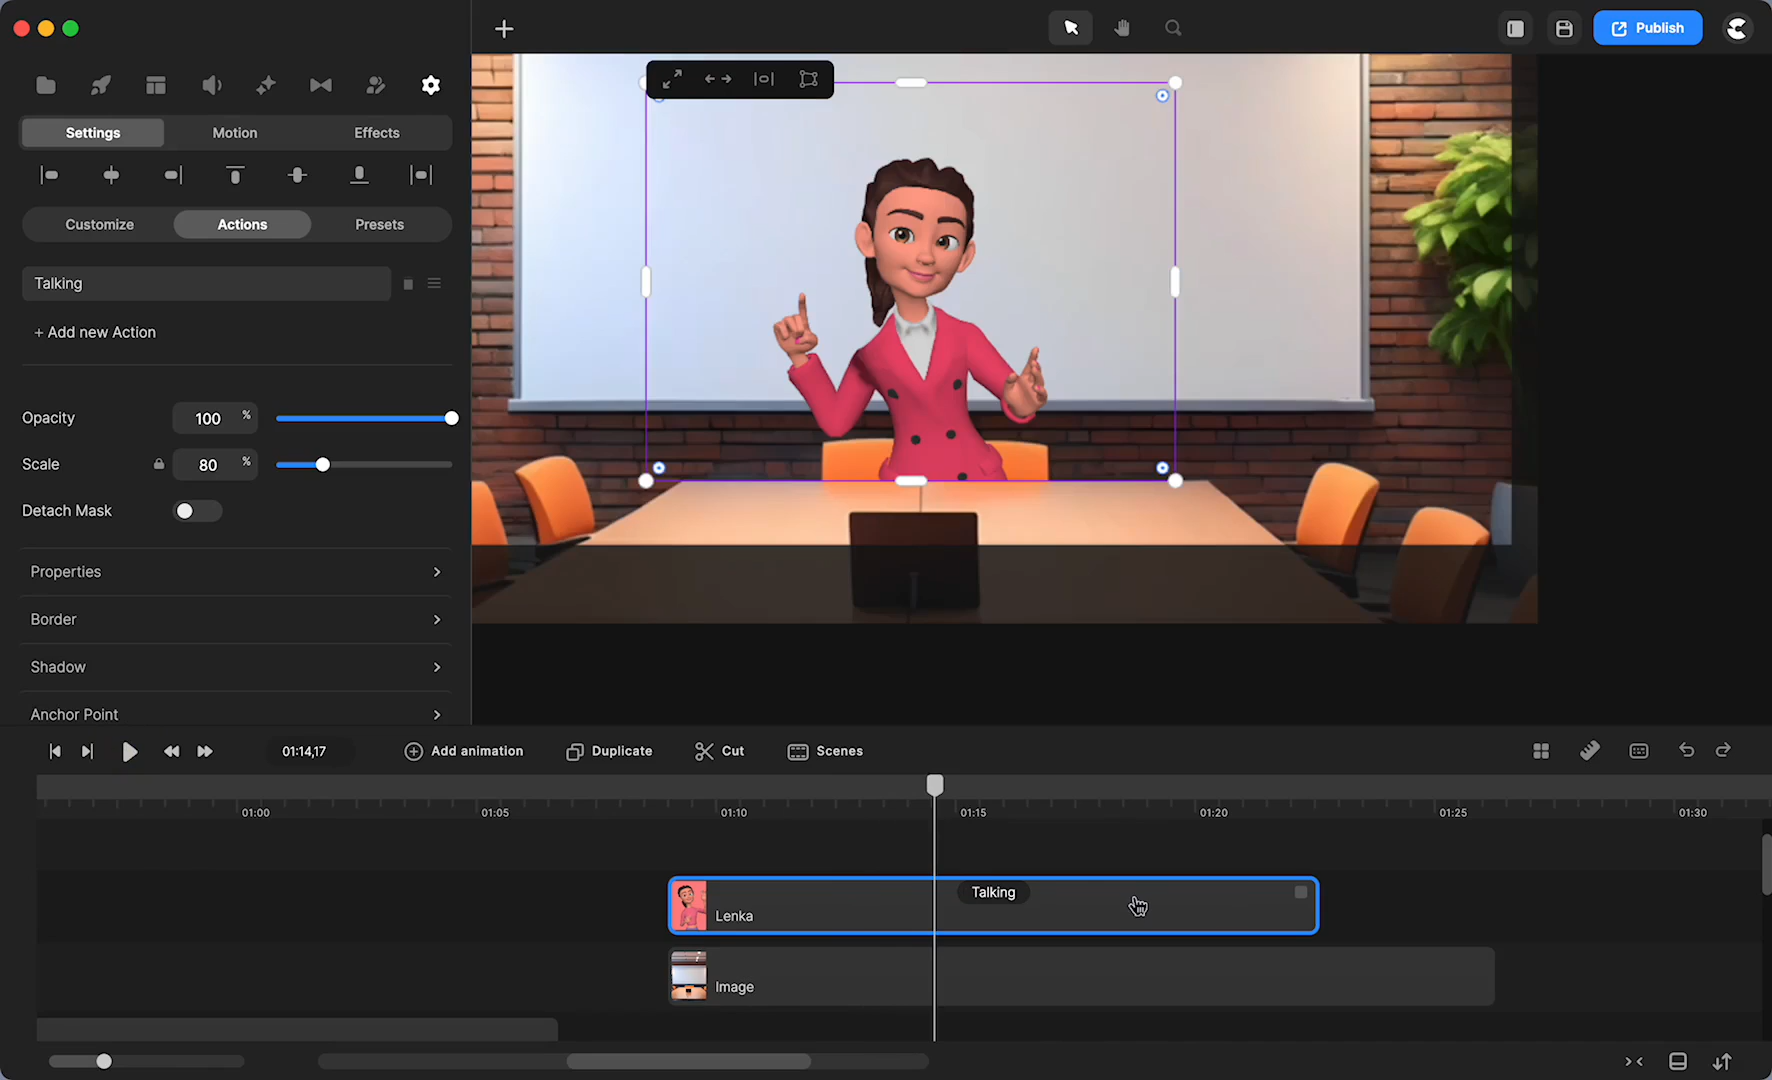 Publish
Settings
Motion
Effects
Customize
Actions
Presets
Talking
+ Add new Action
Opacity 100 %
Scale 80 %
Detach Mask
Properties
Border
Shadow
Anchor Point
01:14,17
Add animation
Duplicate
Cut
Scenes
01:00 01:05 01:10 01:15 01:20 01:25 01:30
Talking
Lenka
Image